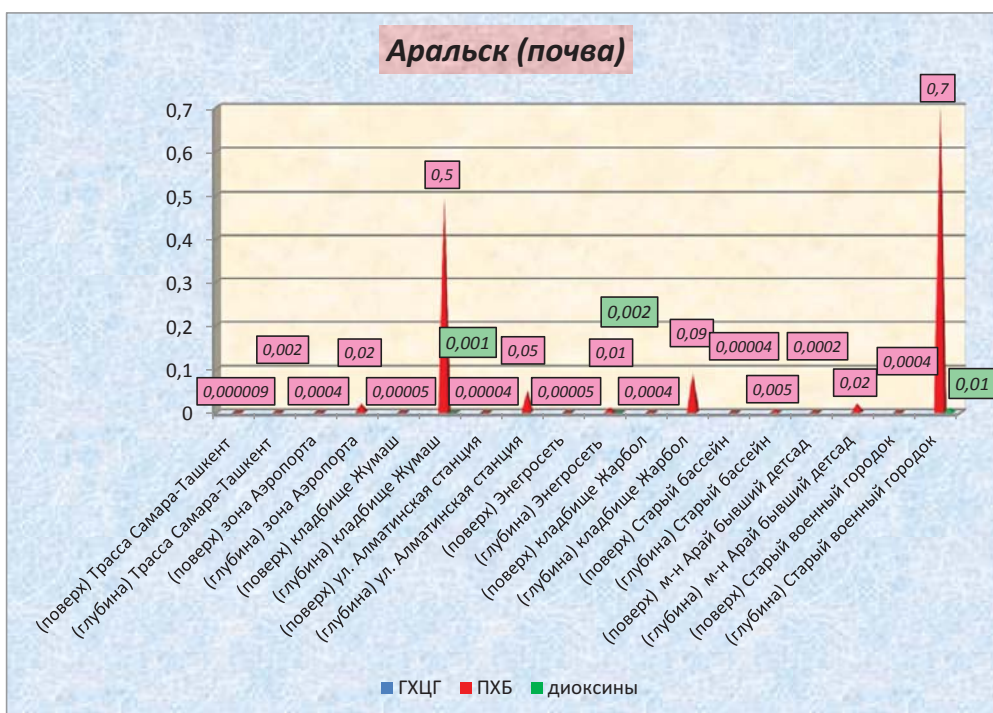 Аральск (почва)
0,7
0,6
0,5
0,4
0,3
0,2
0,1
0
0,000009
0,002
0,0004
0,02
0,00005
0,5
0,001
0,00004
0,05
0,00005
0,01
0,002
0,0004
0,09
0,00004
0,005
0,0002
0,02
0,0004
0,7
0,01
(поверх) Трасса Самара-Ташкент
(глубина) Трасса Самара-Ташкент
(поверх) зона Аэропорта
(глубина) зона Аэропорта
(поверх) кладбище Жумаш
(глубина) кладбище Жумаш
(поверх) ул. Алматинская станция
(глубина) ул. Алматинская станция
(поверх) Энегросеть
(глубина) Энегросеть
(поверх) кладбище Жарбол
(глубина) кладбище Жарбол
(поверх) Старый бассейн
(глубина) Старый бассейн
(поверх) м-н Арай бывший детсад
(глубина) м-н Арай бывший детсад
(поверх) Старый военный городок
(глубина) Старый военный городок
ГХЦГ ПХБ диоксины